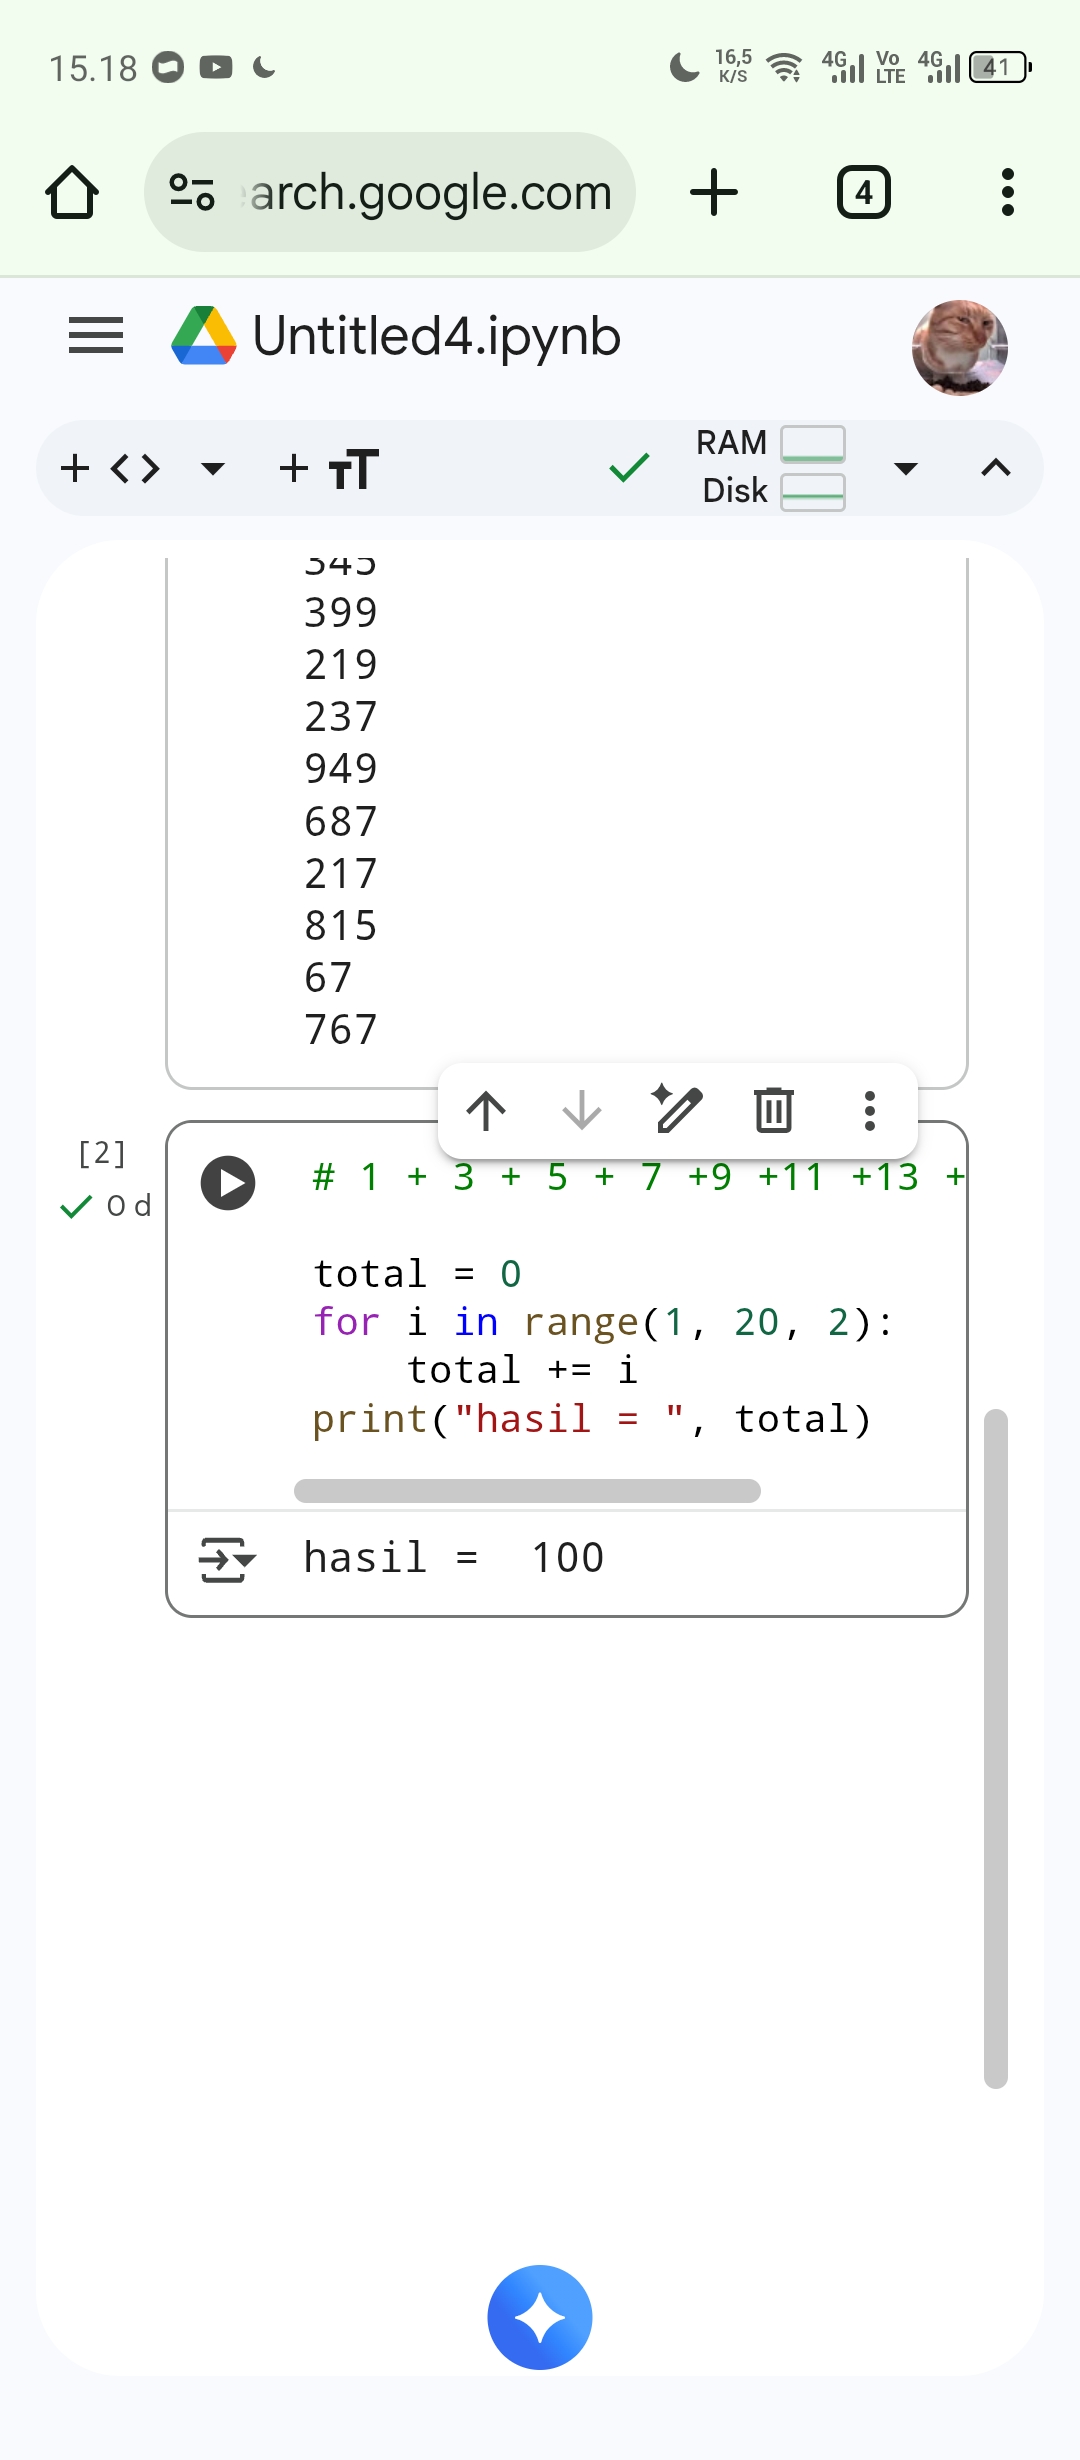 15.18
16,5 K/S 4G Vo LTE 4G 41
arch.google.com
4
Untitled4.ipynb
RAM
Disk
345
399
219
237
949
687
217
815
67
767
[2]
0 d
# 1 + 3 + 5 + 7 +9 +11 +13 +
total = 0
for i in range(1, 20, 2):
    total += i
print("hasil = ", total)
hasil =  100